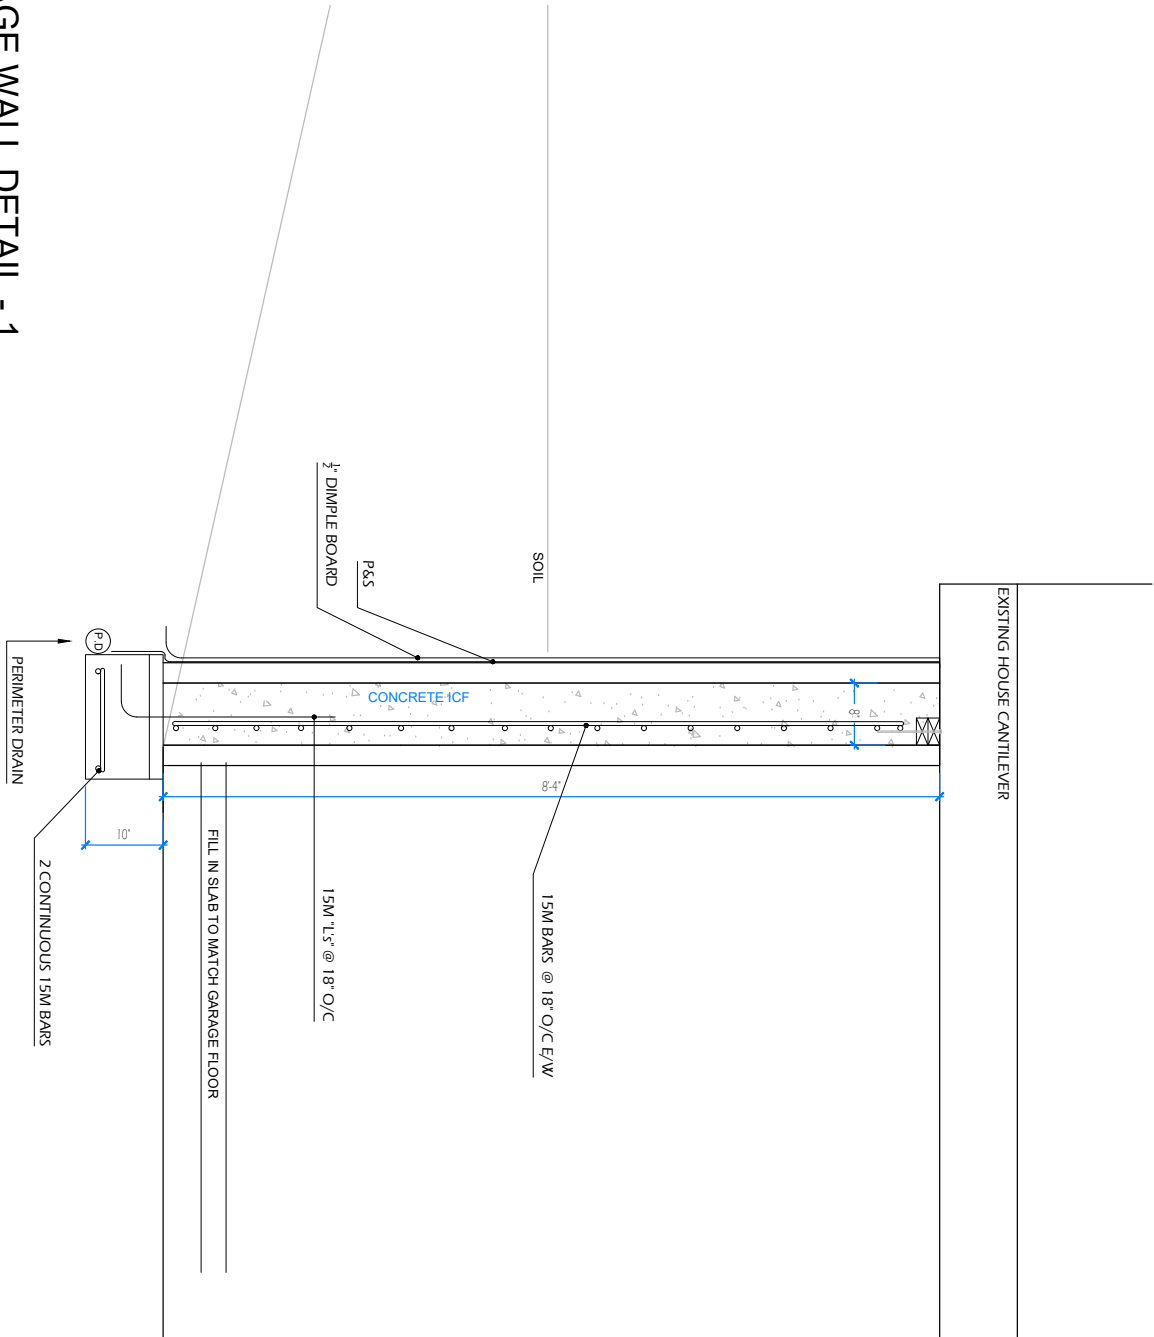 EXISTING HOUSE CANTILEVER
8"
SOIL
P&S
½" DIMPLE BOARD
CONCRETE ICF
8'-4"
15M BARS @ 18" O/C E/W
15M "L's" @ 18" O/C
FILL IN SLAB TO MATCH GARAGE FLOOR
10"
P.D
2 CONTINUOUS 15M BARS
PERIMETER DRAIN
WALL DETAIL - 1